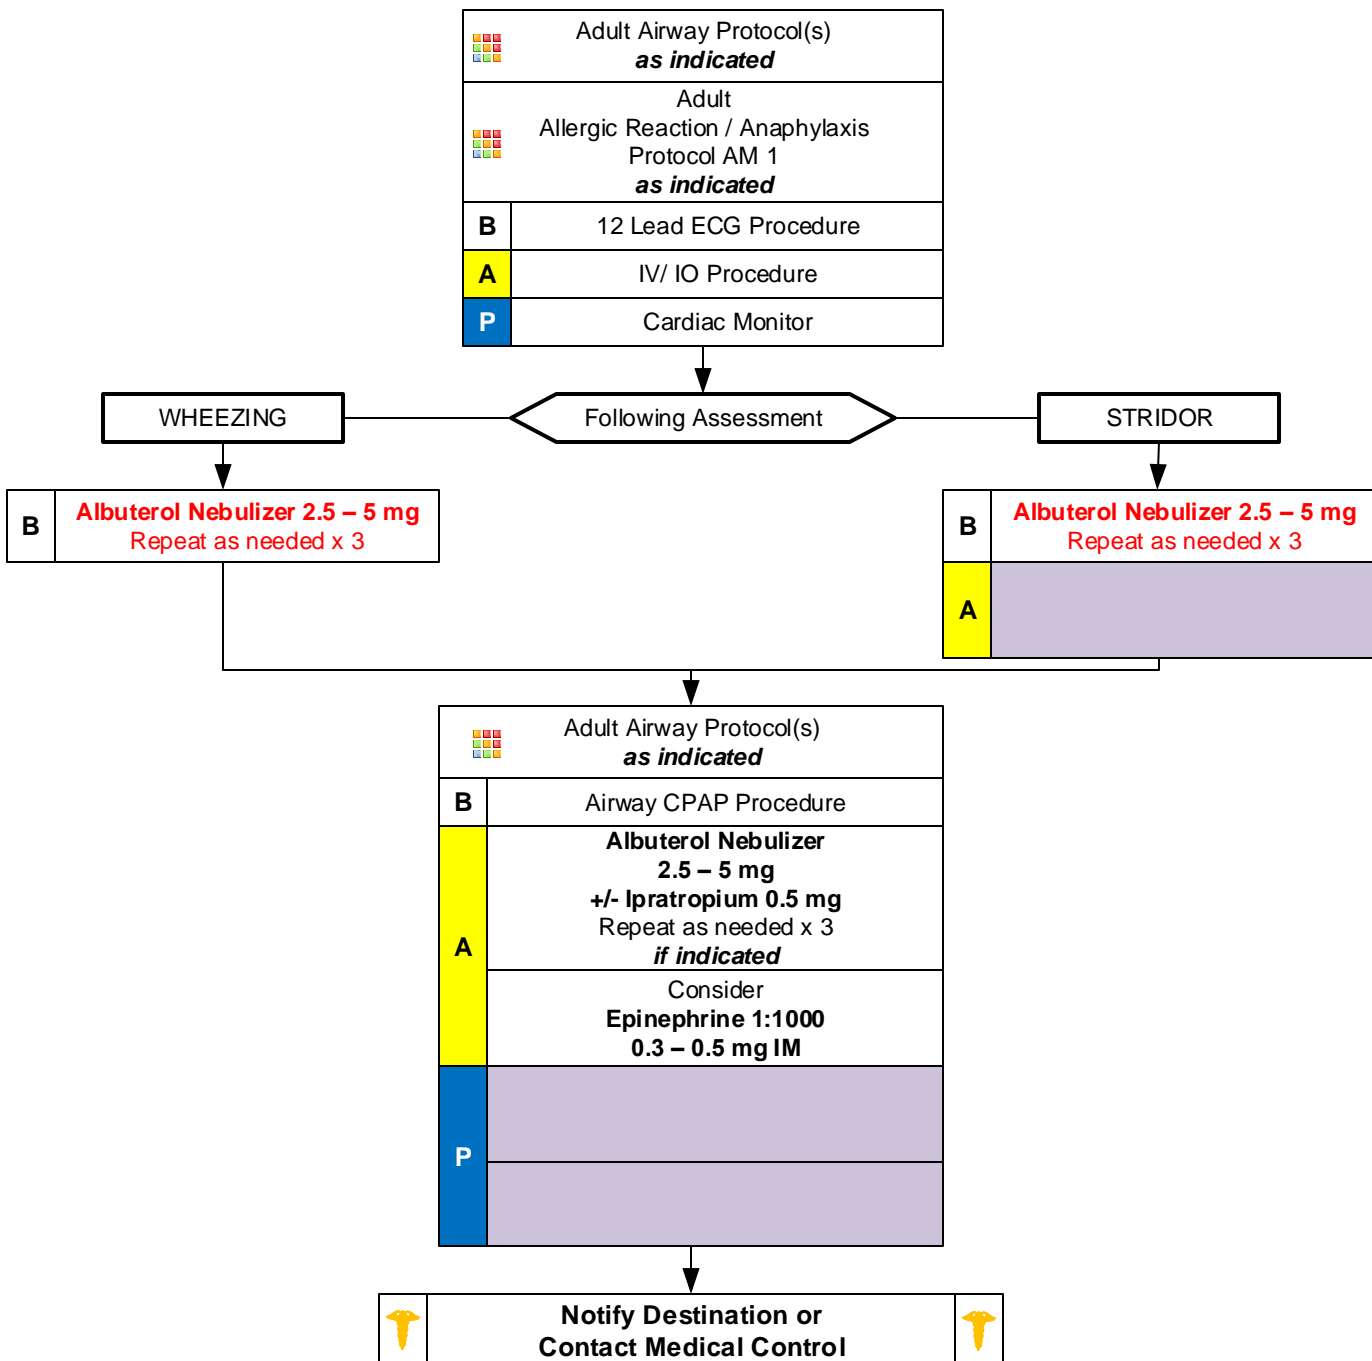 Adult Airway Protocol(s)
as indicated
Adult
Allergic Reaction / Anaphylaxis
Protocol AM 1
as indicated
B
12 Lead ECG Procedure
A
IV/ IO Procedure
P
Cardiac Monitor
WHEEZING
Following Assessment
STRIDOR
B
Albuterol Nebulizer 2.5 – 5 mg
Repeat as needed x 3
B
Albuterol Nebulizer 2.5 – 5 mg
Repeat as needed x 3
A
Adult Airway Protocol(s)
as indicated
B
Airway CPAP Procedure
A
Albuterol Nebulizer
2.5 – 5 mg
+/- Ipratropium 0.5 mg
Repeat as needed x 3
if indicated
Consider
Epinephrine 1:1000
0.3 – 0.5 mg IM
P
Notify Destination or
Contact Medical Control